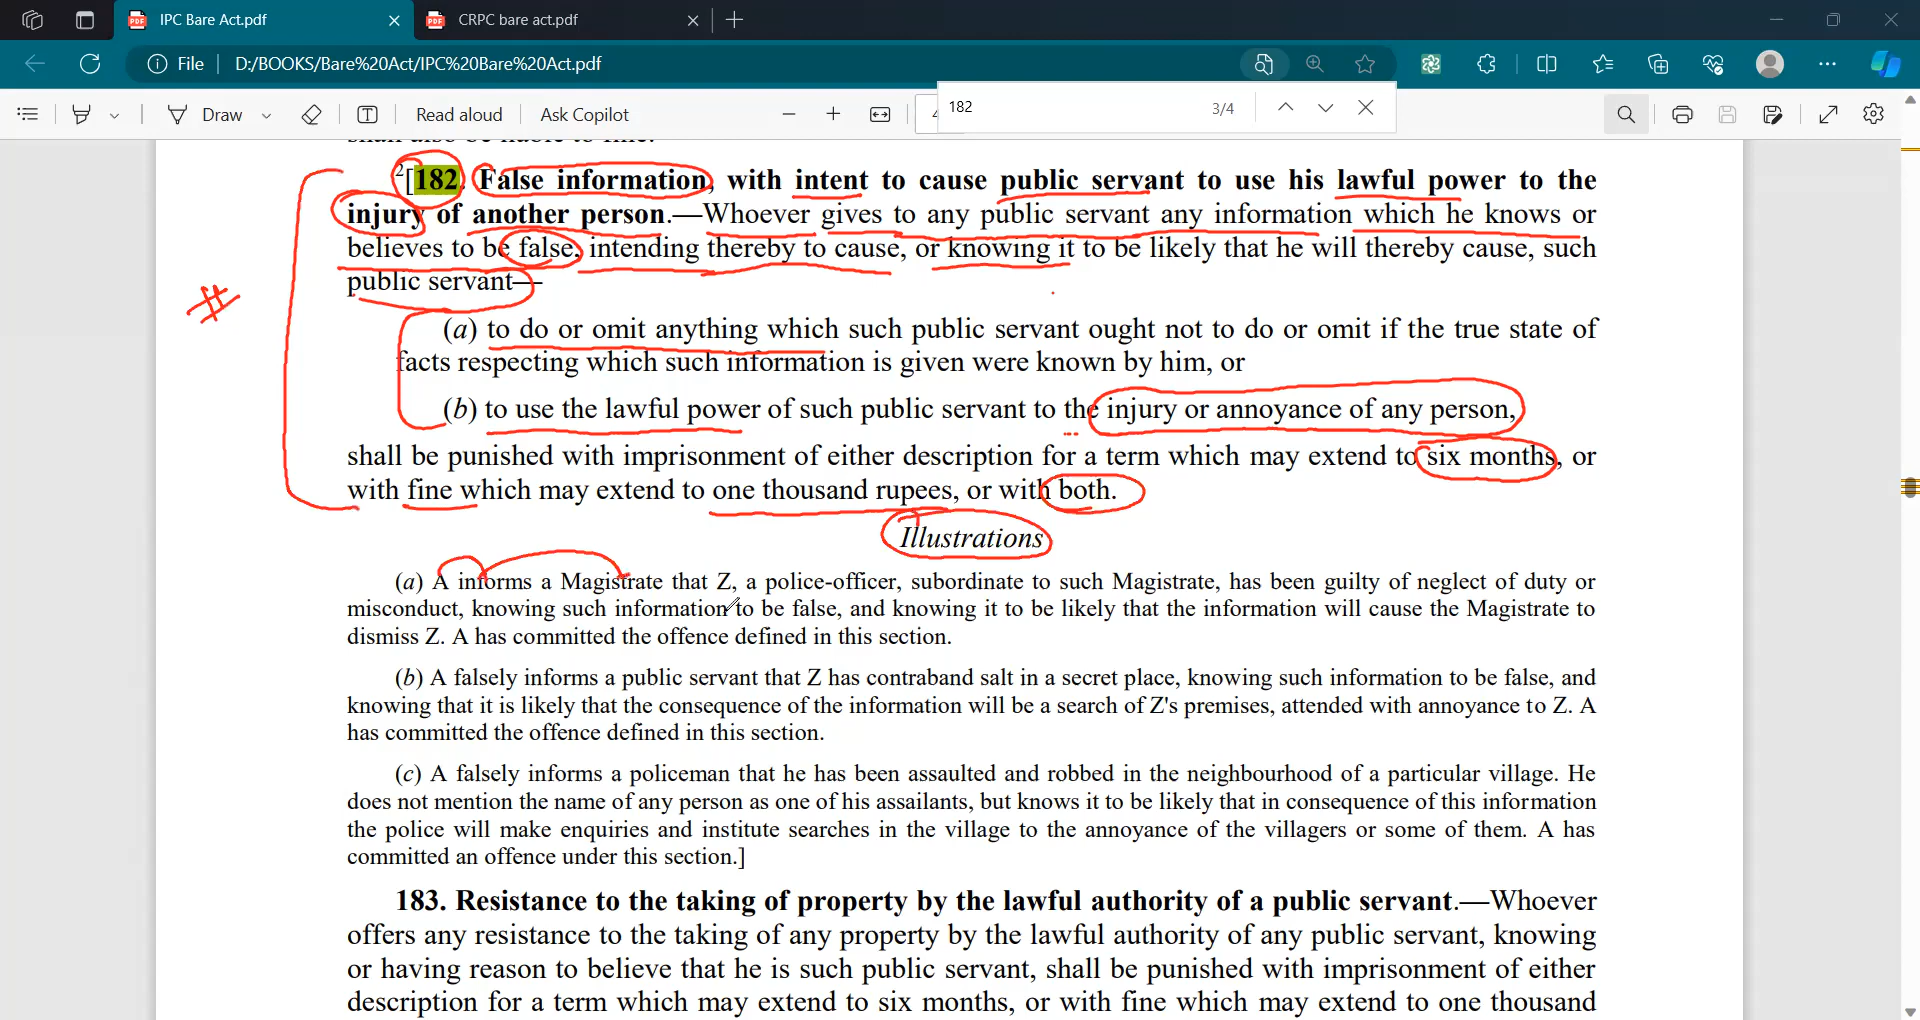 IPC Bare Act.pdf
CRPC bare act.pdf
File
D:/BOOKS/Bare%20Act/IPC%20Bare%20Act.pdf
Draw
Read aloud
Ask Copilot
182
3/4
2[182. False information, with intent to cause public servant to use his lawful power to the
injury of another person.—Whoever gives to any public servant any information which he knows or
believes to be false, intending thereby to cause, or knowing it to be likely that he will thereby cause, such
public servant—
#
(a) to do or omit anything which such public servant ought not to do or omit if the true state of
facts respecting which such information is given were known by him, or
(b) to use the lawful power of such public servant to the injury or annoyance of any person,
shall be punished with imprisonment of either description for a term which may extend to six months, or
with fine which may extend to one thousand rupees, or with both.
Illustrations
(a) A informs a Magistrate that Z, a police-officer, subordinate to such Magistrate, has been guilty of neglect of duty or
misconduct, knowing such information to be false, and knowing it to be likely that the information will cause the Magistrate to
dismiss Z. A has committed the offence defined in this section.
(b) A falsely informs a public servant that Z has contraband salt in a secret place, knowing such information to be false, and
knowing that it is likely that the consequence of the information will be a search of Z's premises, attended with annoyance to Z. A
has committed the offence defined in this section.
(c) A falsely informs a policeman that he has been assaulted and robbed in the neighbourhood of a particular village. He
does not mention the name of any person as one of his assailants, but knows it to be likely that in consequence of this information
the police will make enquiries and institute searches in the village to the annoyance of the villagers or some of them. A has
committed an offence under this section.]
183. Resistance to the taking of property by the lawful authority of a public servant.—Whoever
offers any resistance to the taking of any property by the lawful authority of any public servant, knowing
or having reason to believe that he is such public servant, shall be punished with imprisonment of either
description for a term which may extend to six months, or with fine which may extend to one thousand